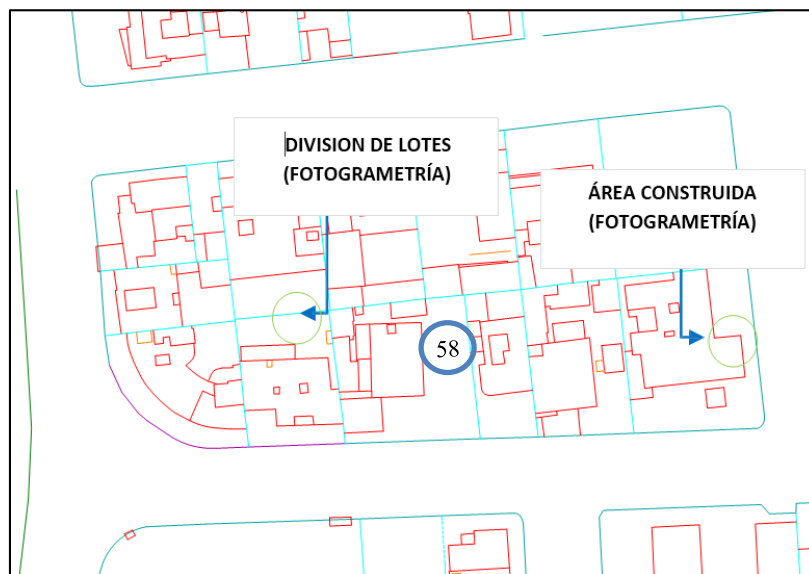 DIVISION DE LOTES
(FOTOGRAMETRÍA)
ÁREA CONSTRUIDA
(FOTOGRAMETRÍA)
58